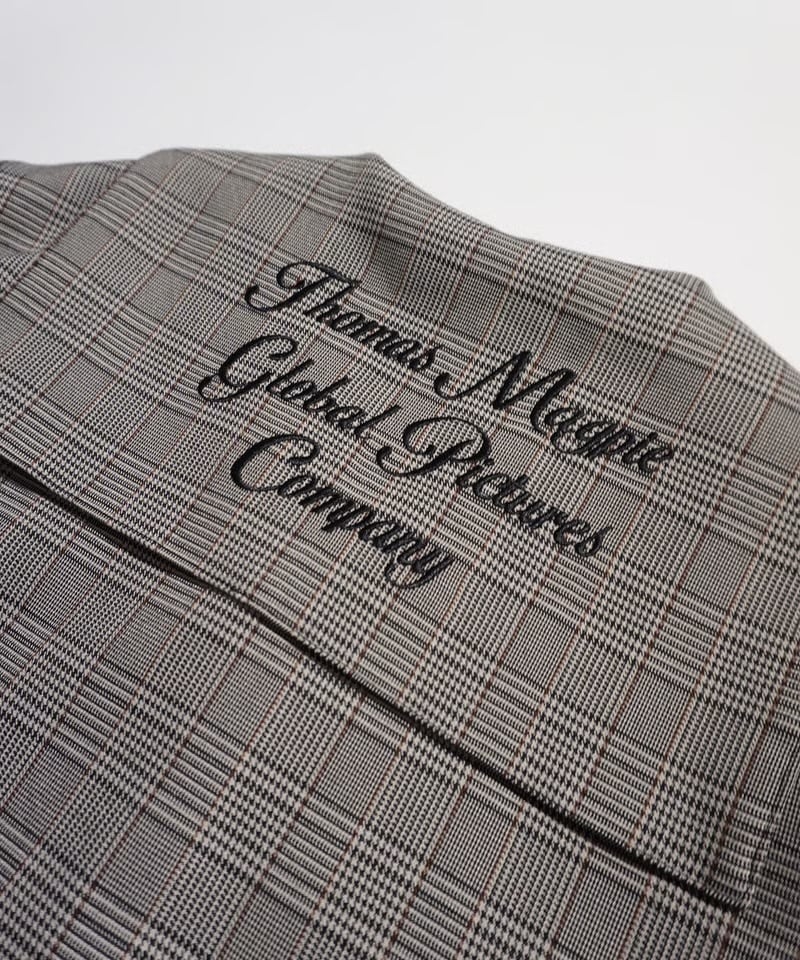 Thomas Magpie
Global Pictures
Company